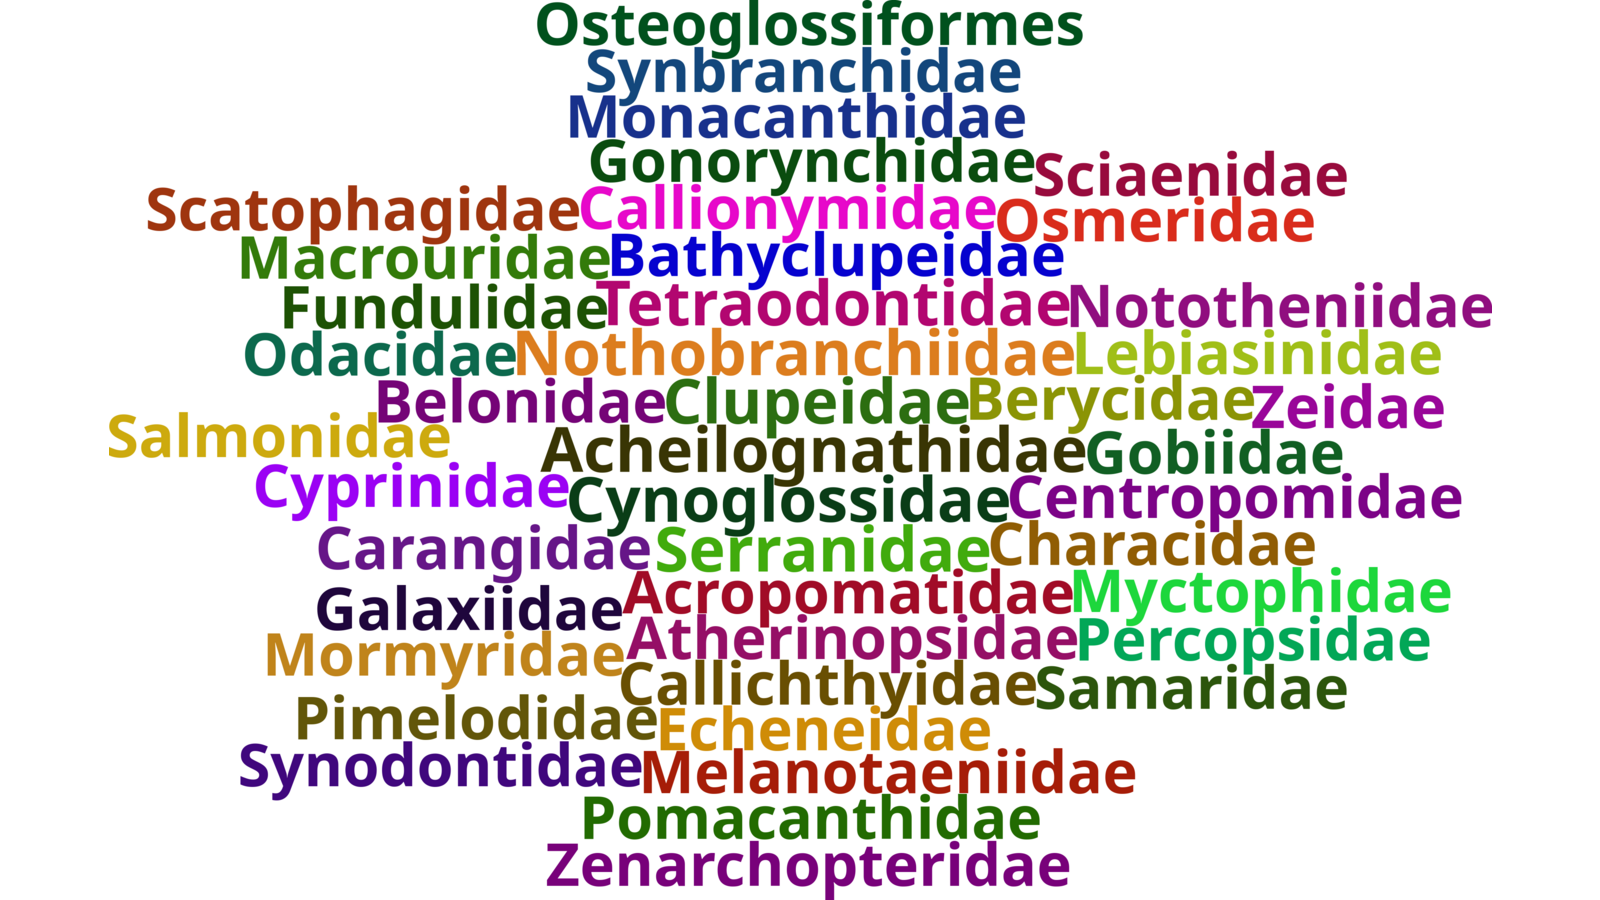 Osteoglossiformes
Synbranchidae
Monacanthidae
Gonorynchidae Sciaenidae
Scatophagidae Callionymidae Osmeridae
Macrouridae Bathyclupeidae
Fundulidae Tetraodontidae Nototheniidae
Odacidae Nothobranchiidae Lebiasinidae
Belonidae Clupeidae Berycidae Zeidae
Salmonidae Acheilognathidae Gobiidae
Cyprinidae Cynoglossidae Centropomidae
Carangidae Serranidae Characidae
Galaxiidae Acropomatidae Myctophidae
Mormyridae Atherinopsidae Percopsidae
Callichthyidae Samaridae
Pimelodidae Echeneidae
Synodontidae Melanotaeniidae
Pomacanthidae
Zenarchopteridae